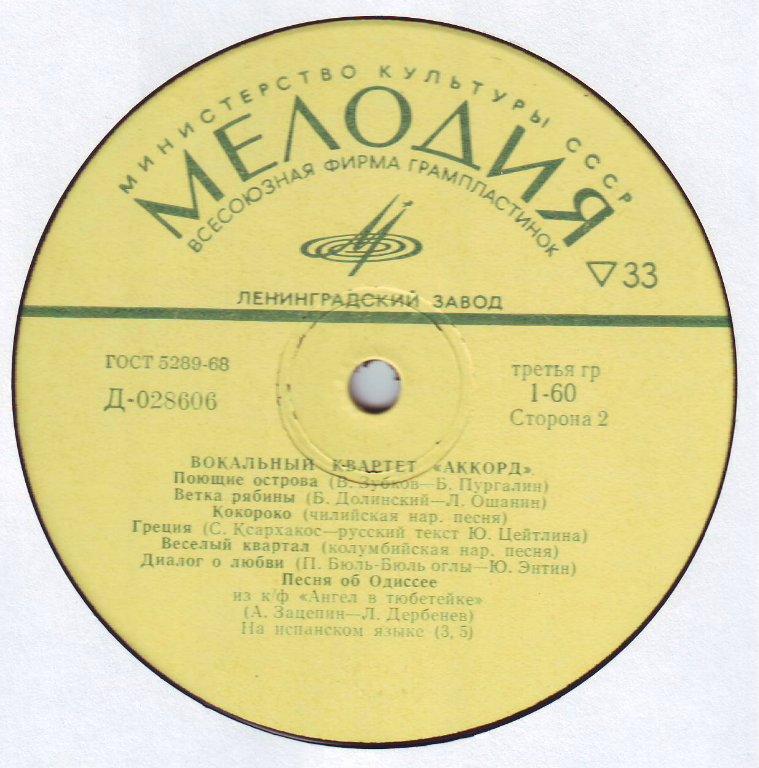 МИНИСТЕРСТВО КУЛЬТУРЫ СССР
МЕЛОДИЯ
ВСЕСОЮЗНАЯ ФИРМА ГРАМПЛАСТИНОК
▽33
ЛЕНИНГРАДСКИЙ ЗАВОД
ГОСТ 5289-68
третья гр
Д-028606
1-60
Сторона 2
ВОКАЛЬНЫЙ КВАРТЕТ «АККОРД».
Поющие острова (В. Зубков—Б. Пургалин)
Ветка рябины (Б. Долинский—Л. Ошанин)
Кокороко (чилийская нар. песня)
Греция (С. Ксархакос—русский текст Ю. Цейтлина)
Веселый квартал (колумбийская нар. песня)
Диалог о любви (П. Бюль-Бюль оглы—Ю. Энтин)
Песня об Одиссее
из к/ф «Ангел в тюбетейке»
(А. Зацепин—Л. Дербенев)
На испанском языке (3, 5)